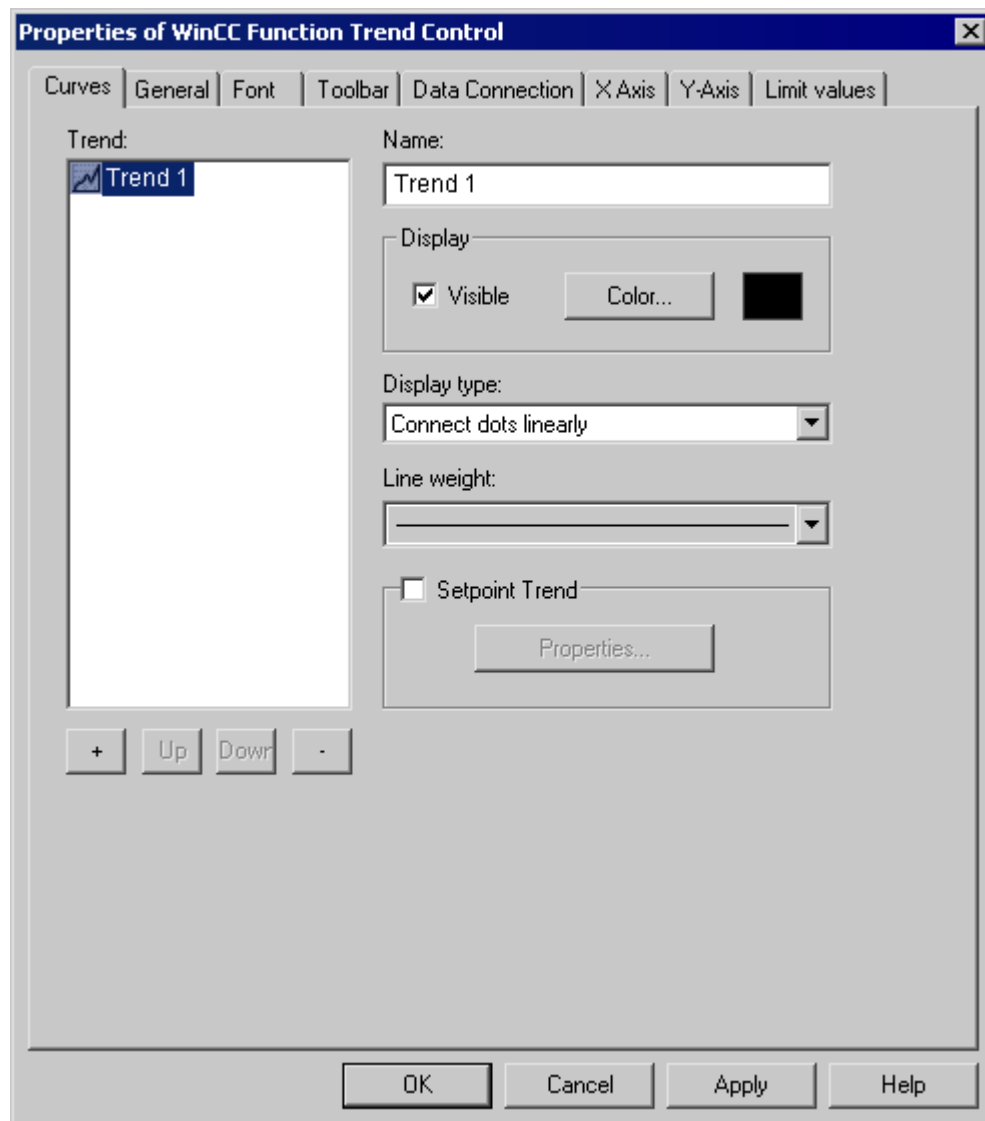 Properties of WinCC Function Trend Control
Curves General Font Toolbar Data Connection X Axis Y-Axis Limit values
Trend:
Trend 1
Name:
Trend 1
Display
Visible Color...
Display type:
Connect dots linearly
Line weight:
Setpoint Trend
Properties...
+ Up Down -
OK Cancel Apply Help